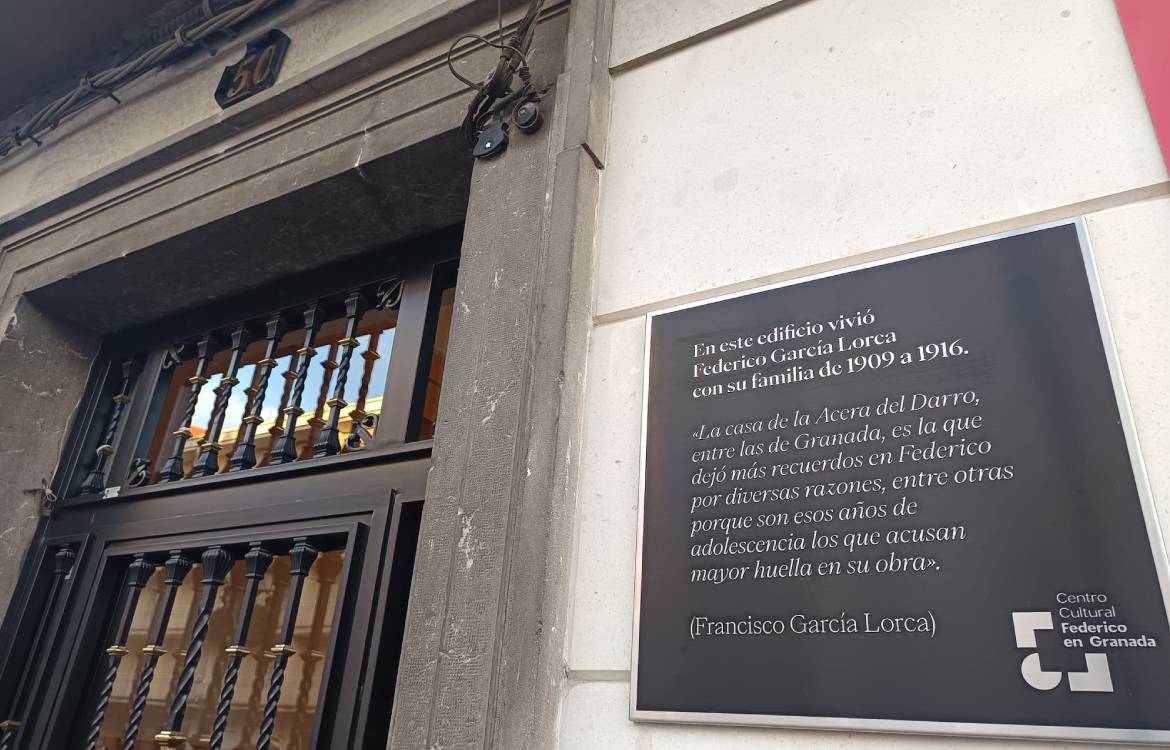 50
En este edificio vivió
Federico García Lorca
con su familia de 1909 a 1916.
«La casa de la Acera del Darro,
entre las de Granada, es la que
dejó más recuerdos en Federico
por diversas razones, entre otras
porque son esos años de
adolescencia los que acusan
mayor huella en su obra».
(Francisco García Lorca)
Centro
Cultural
Federico
en Granada